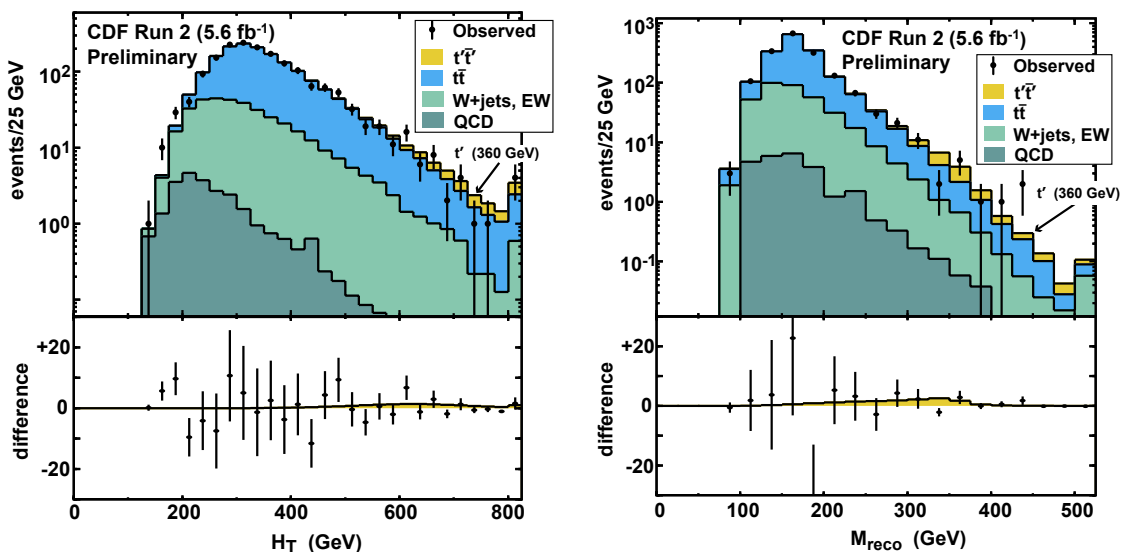 CDF Run 2 (5.6 fb⁻¹)
Preliminary
Observed
t′t̄′
tt̄
W+jets, EW
QCD
t′ (360 GeV)
events/25 GeV
10²
10¹
10⁰
difference
+20
0
-20
0 200 400 600 800
H_T (GeV)
CDF Run 2 (5.6 fb⁻¹)
Preliminary
Observed
t′t̄′
tt̄
W+jets, EW
QCD
t′ (360 GeV)
events/25 GeV
10³
10²
10¹
10⁰
10⁻¹
difference
+20
0
-20
0 100 200 300 400 500
M_reco (GeV)